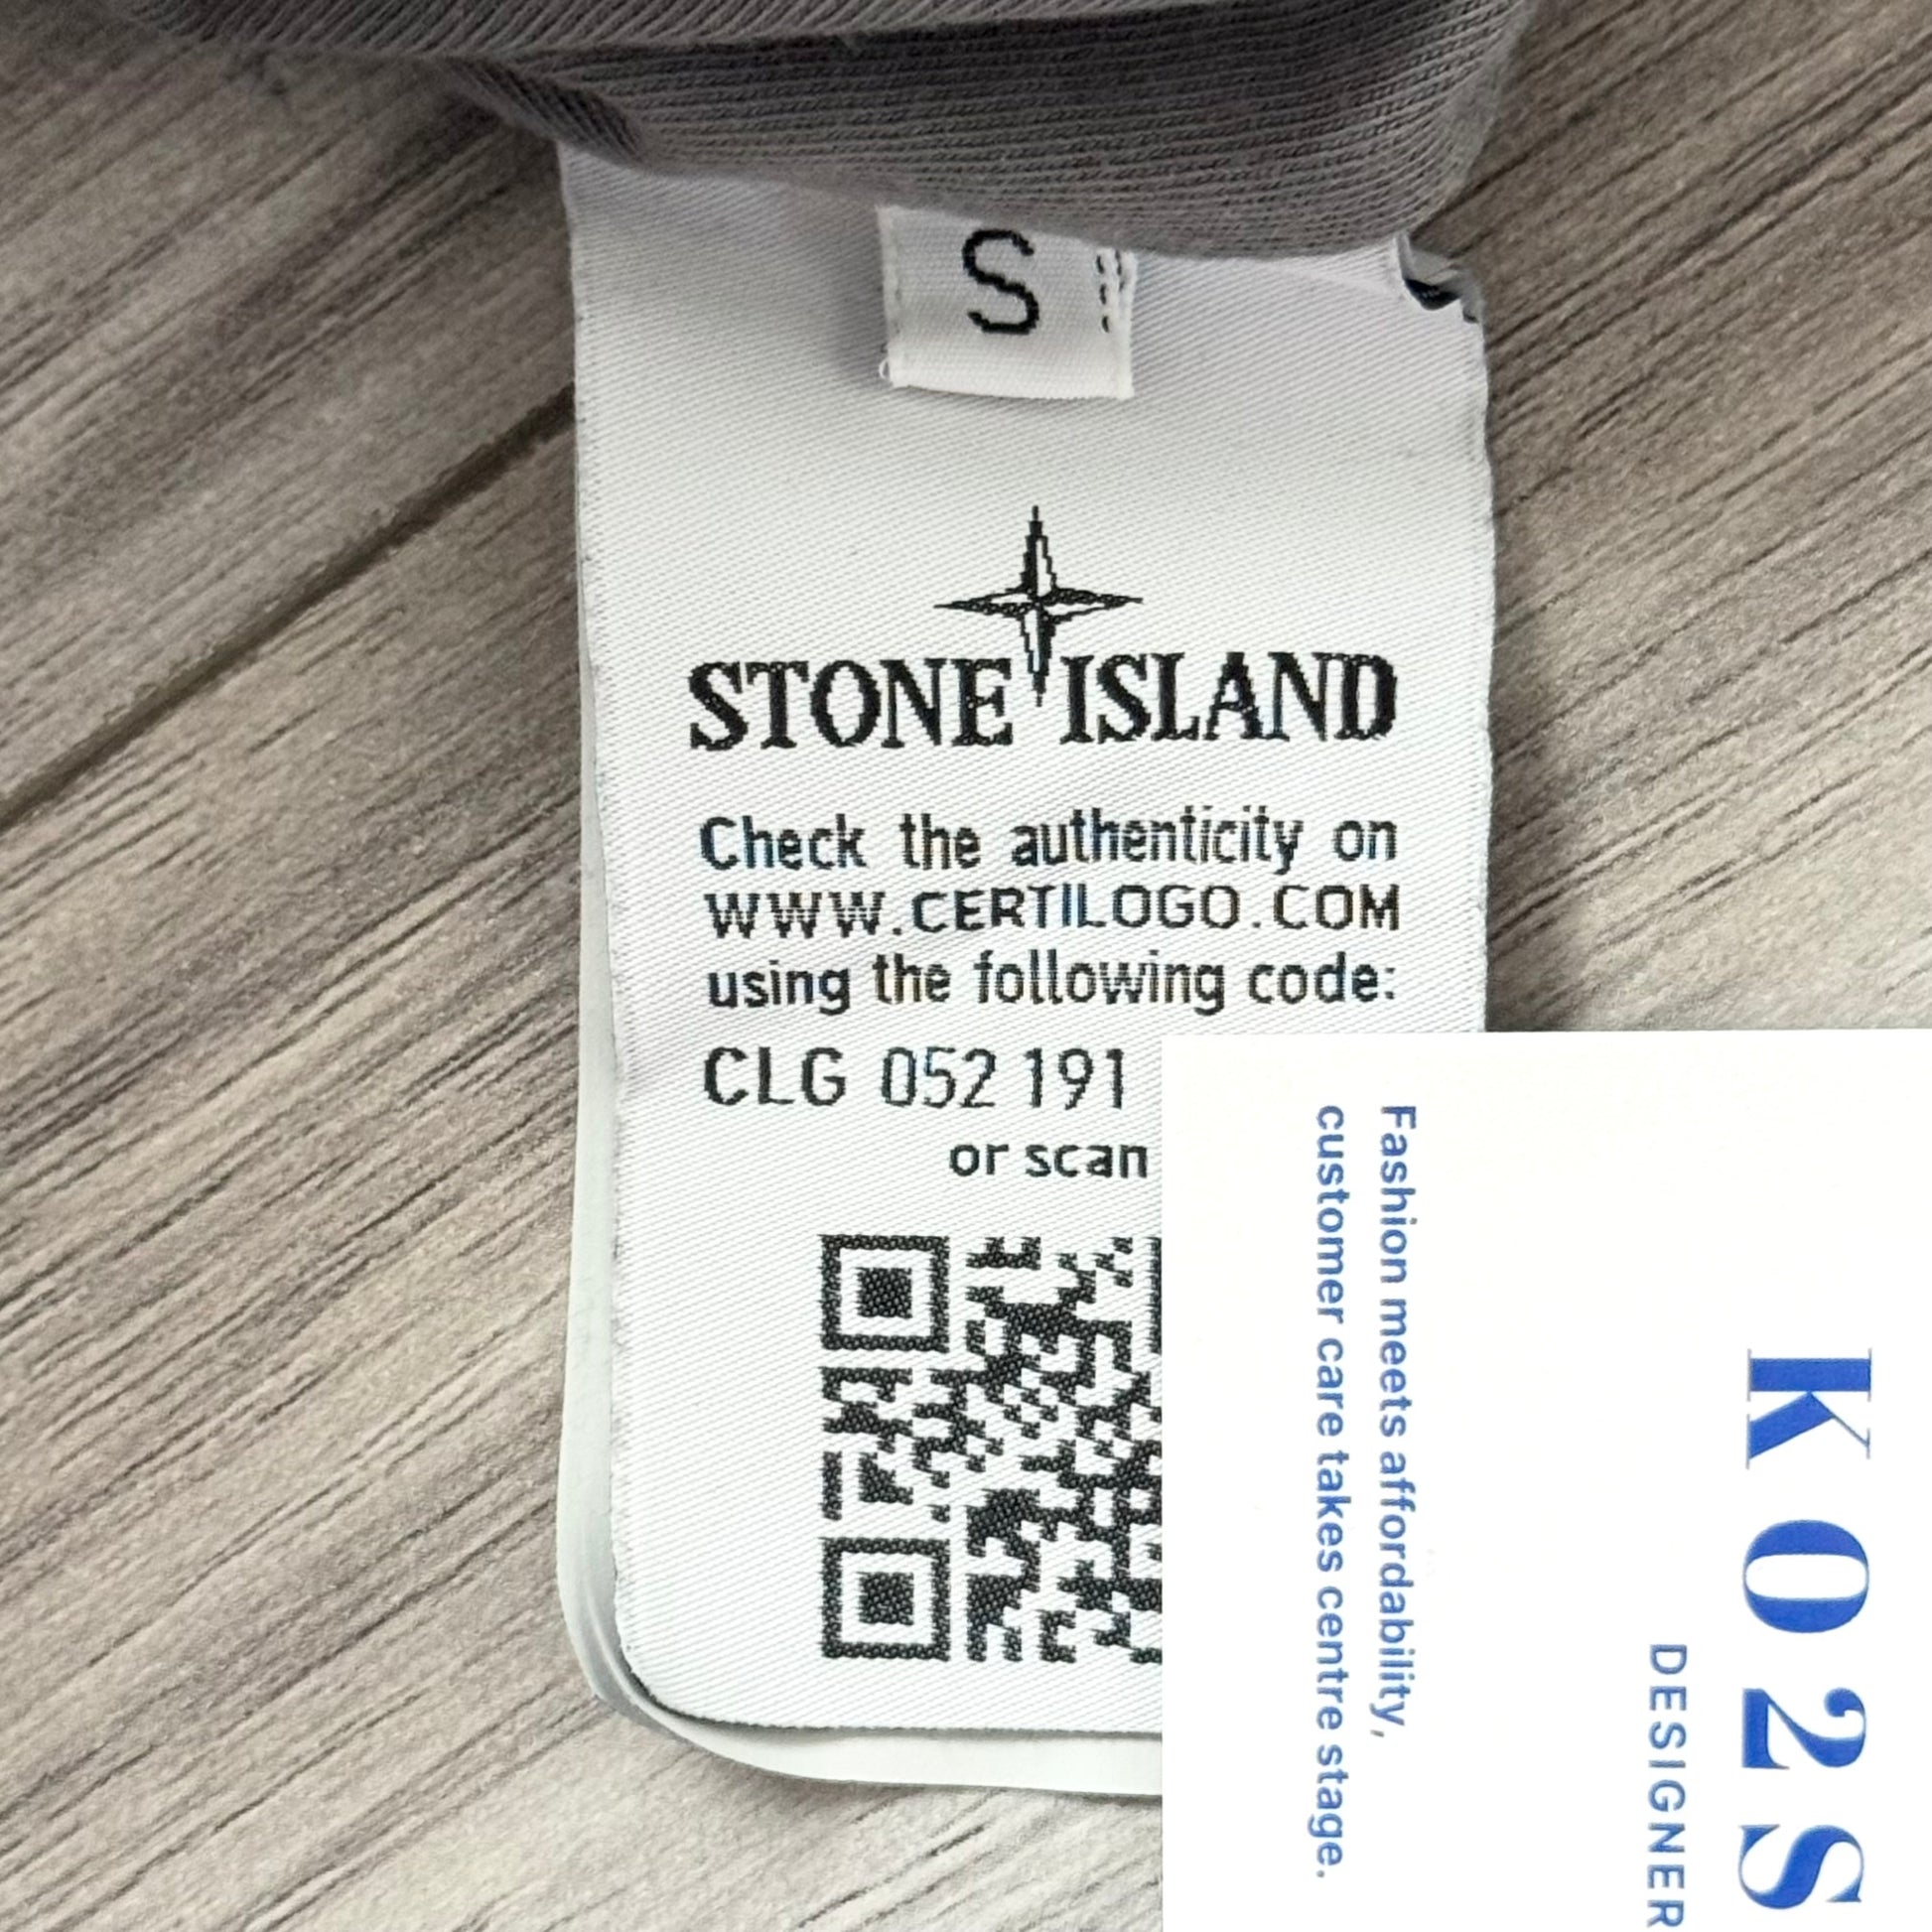 S
STONE ISLAND
Check the authenticity on
WWW.CERTILOGO.COM
using the following code:
CLG 052 191
or scan
Fashion meets affordability,
customer care takes centre stage.
KO2S
DESIGNER